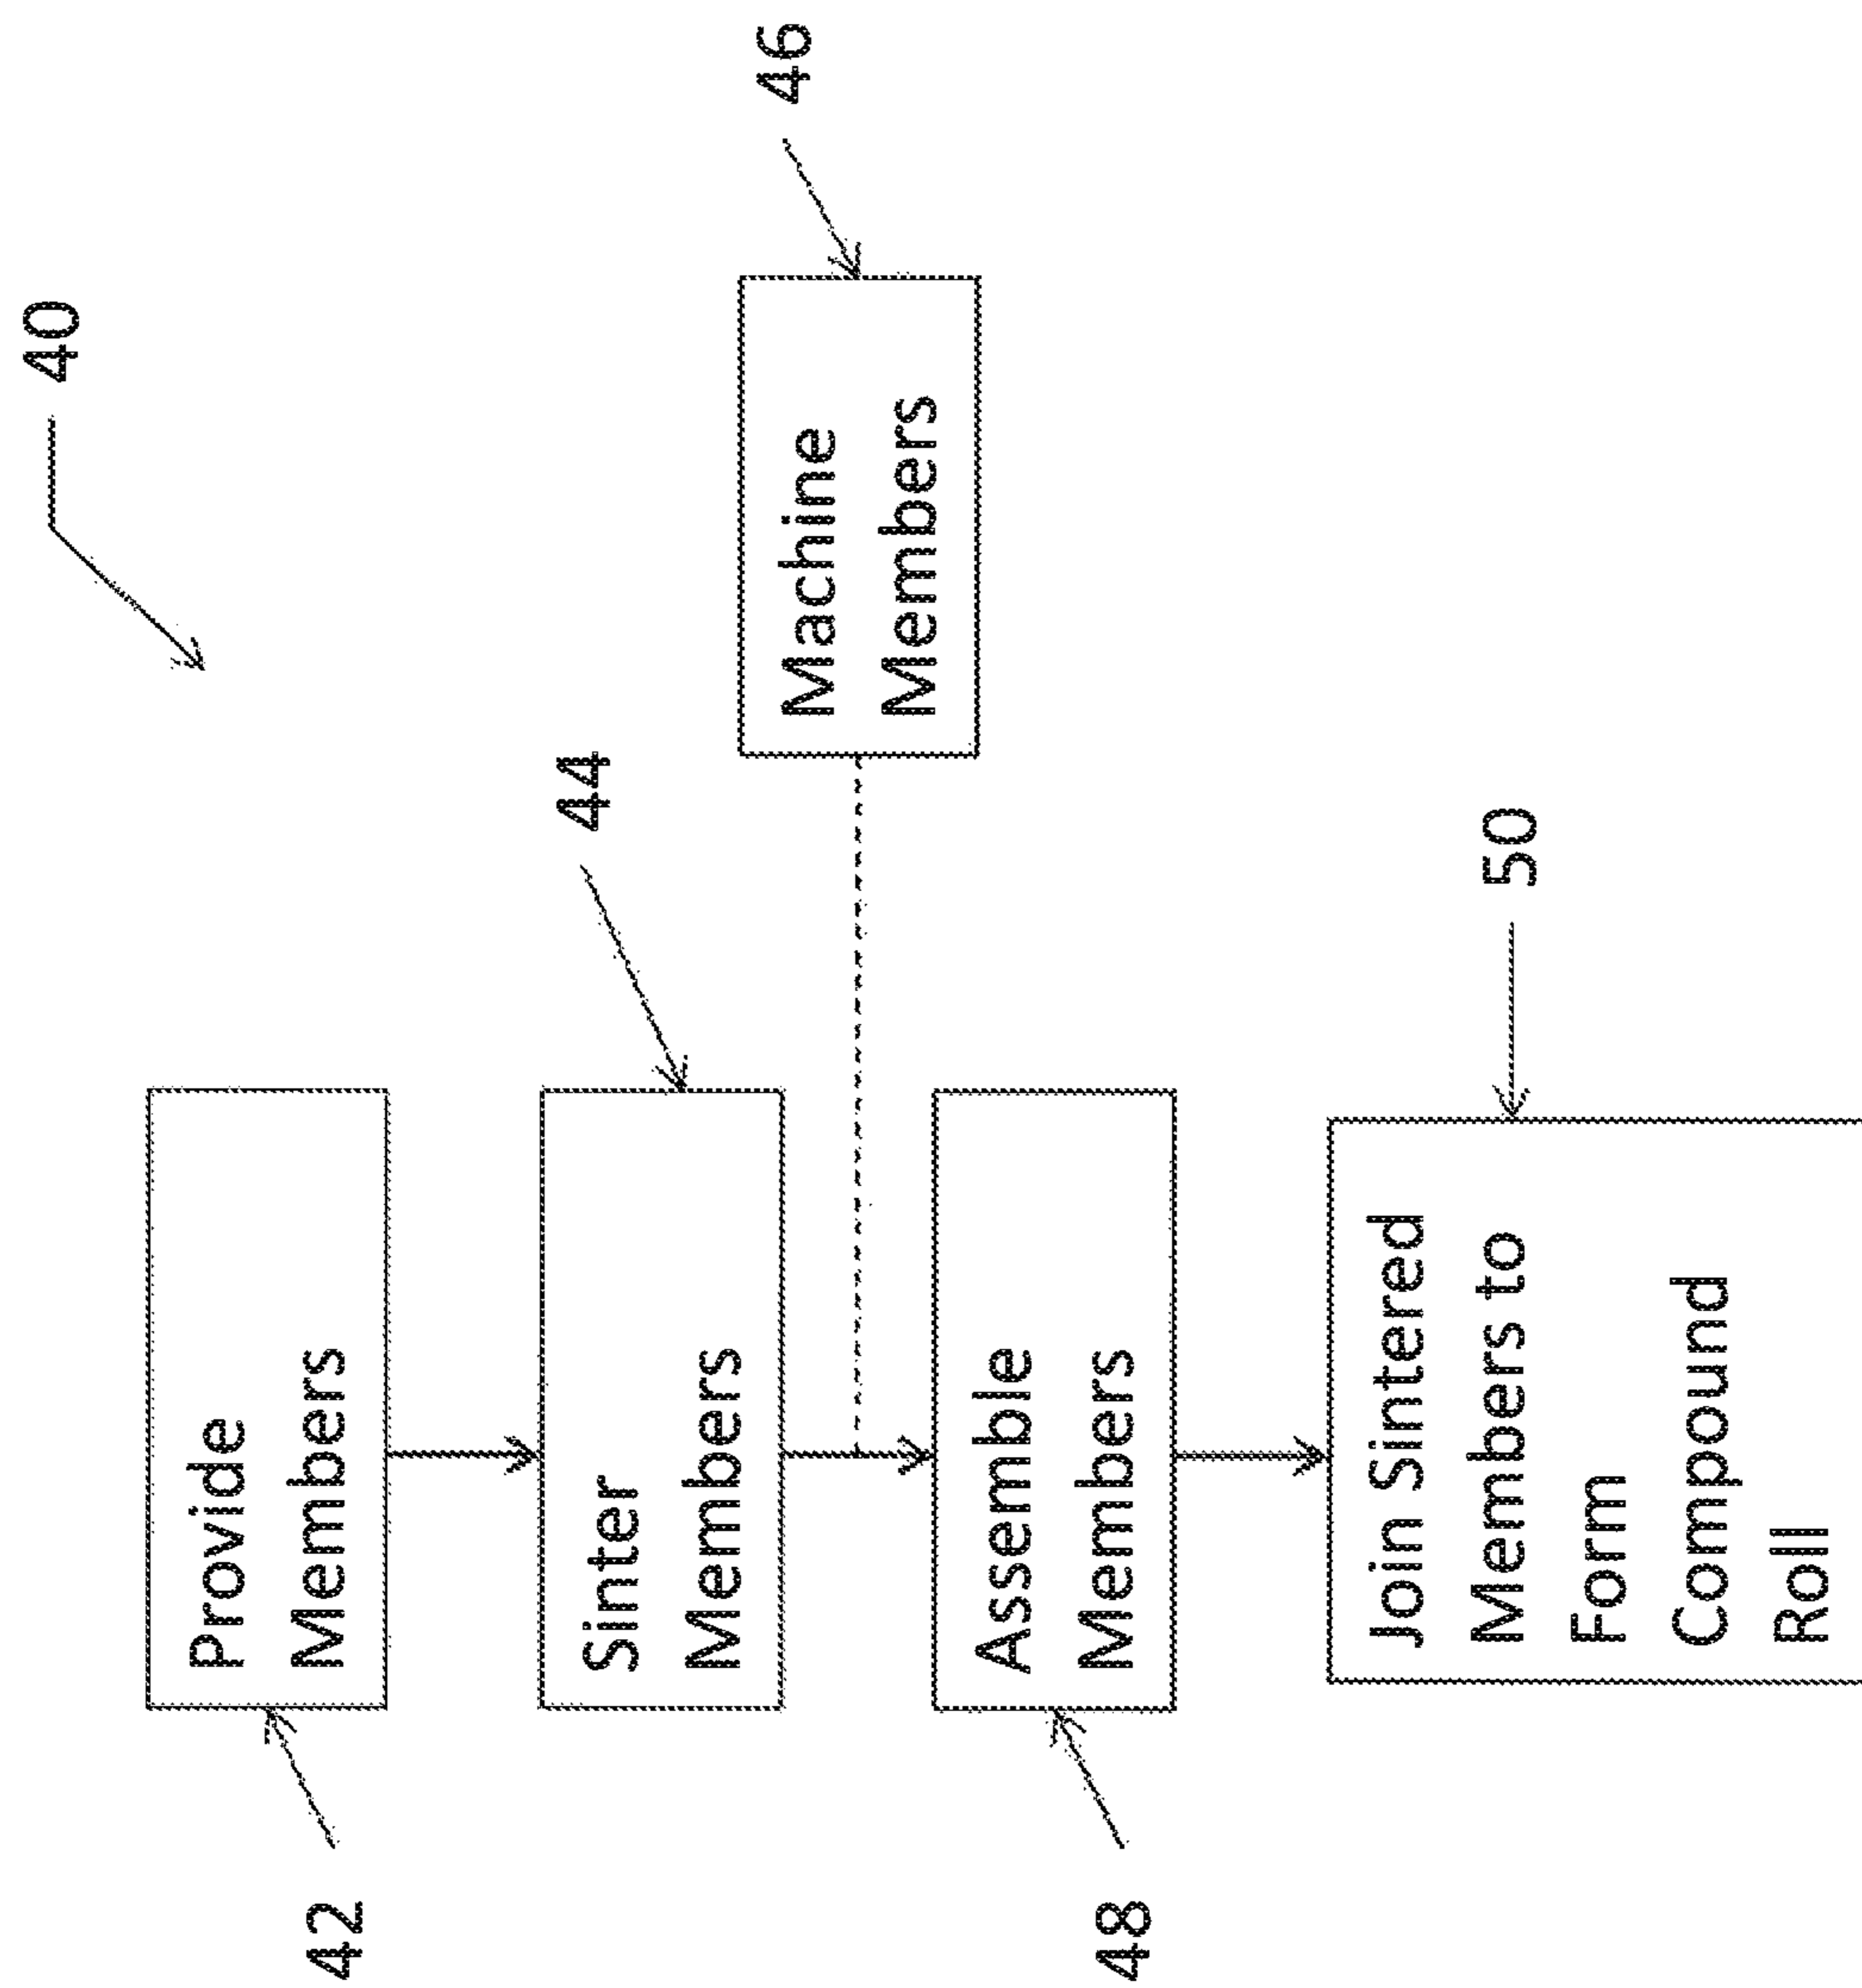 40
42
Provide
Members
44
Sinter
Members
46
Machine
Members
48
Assemble
Members
50
Join Sintered
Members to
Form
Compound
Roll